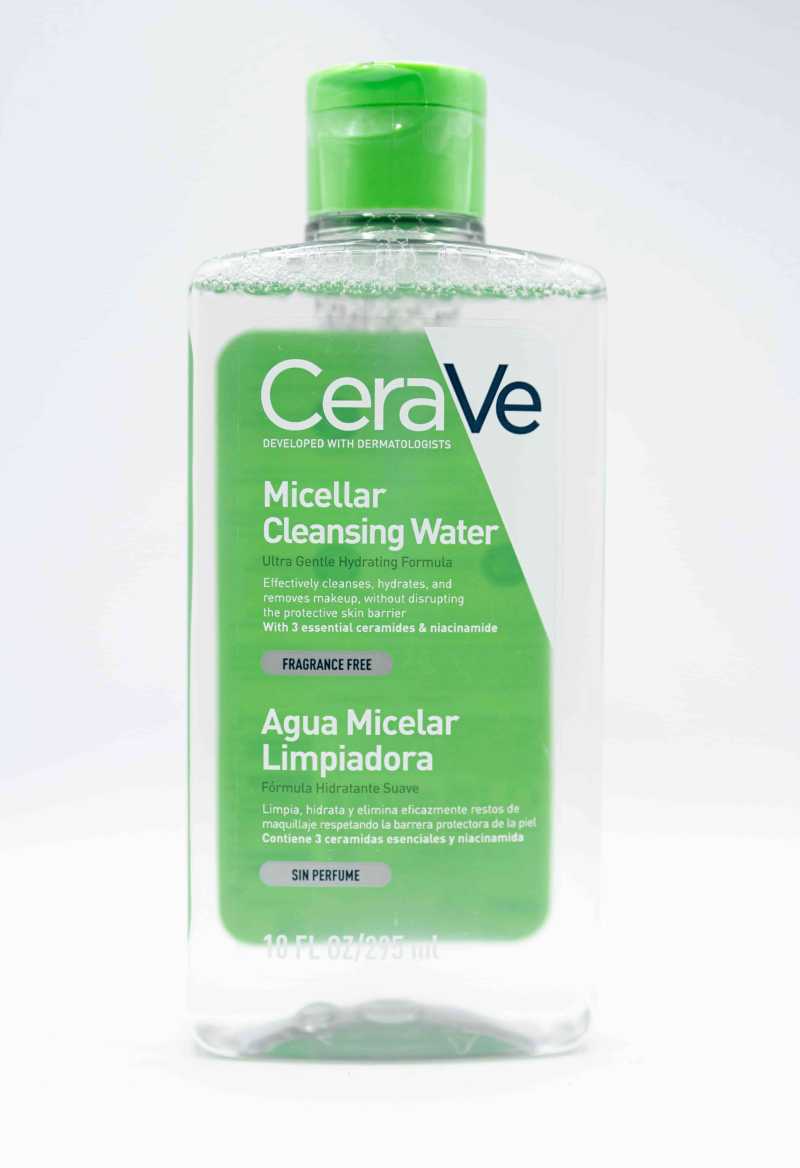 CeraVe
DEVELOPED WITH DERMATOLOGISTS
Micellar
Cleansing Water
Ultra Gentle Hydrating Formula
Effectively cleanses, hydrates, and
removes makeup, without disrupting
the protective skin barrier
With 3 essential ceramides & niacinamide
FRAGRANCE FREE
Agua Micelar
Limpiadora
Fórmula Hidratante Suave
Limpia, hidrata y elimina eficazmente restos de
maquillaje respetando la barrera protectora de la piel
Contiene 3 ceramidas esenciales y niacinamida
SIN PERFUME
10 FL OZ/295 ml